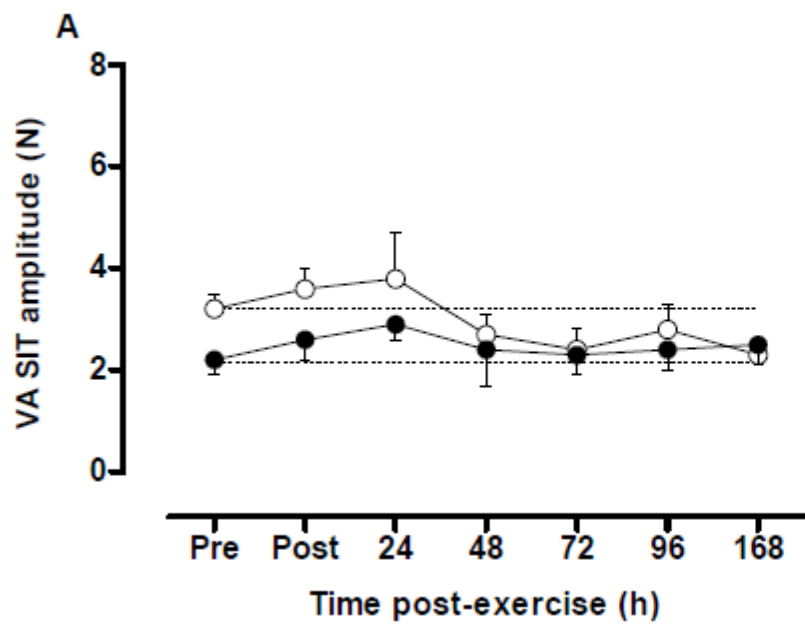 A
8
6
4
2
0
VA SIT amplitude (N)
Pre Post 24 48 72 96 168
Time post-exercise (h)